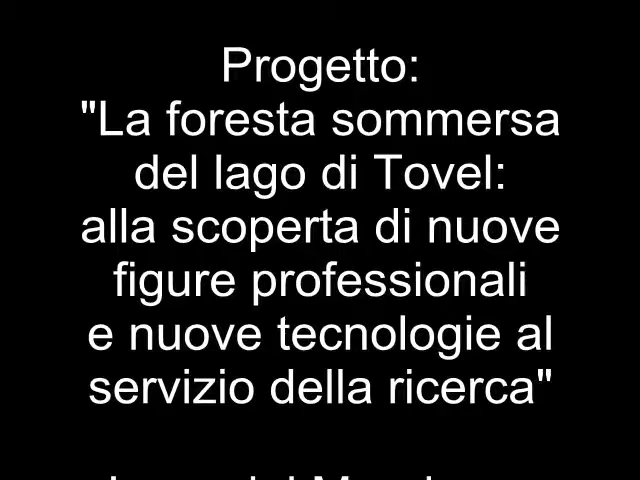 Progetto:
"La foresta sommersa
del lago di Tovel:
alla scoperta di nuove
figure professionali
e nuove tecnologie al
servizio della ricerca"